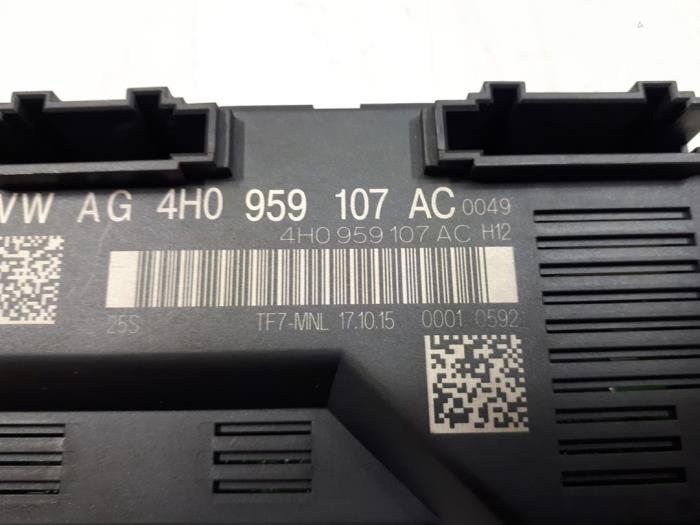 VW AG 4H0 959 107 AC 0049
4H0 959 107 AC H12
25S TF7-MNL 17.10.15 0001 0592